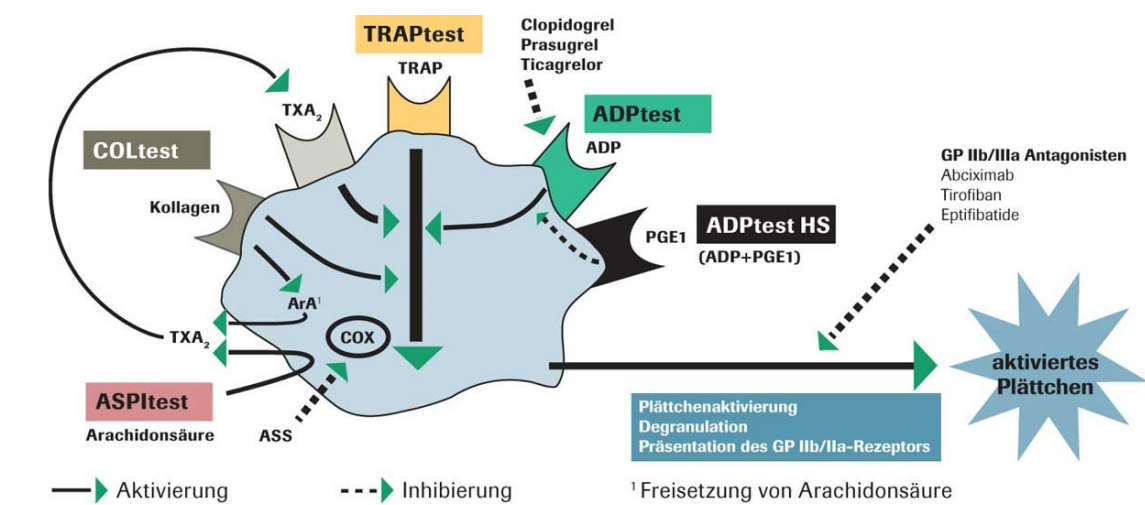 TRAPtest
TRAP
Clopidogrel
Prasugrel
Ticagrelor
TXA2
ADPtest
ADP
COLtest
Kollagen
GP IIb/IIIa Antagonisten
Abciximab
Tirofiban
Eptifibatide
PGE1
ADPtest HS
(ADP+PGE1)
ArA¹
TXA2
COX
aktiviertes
Plättchen
ASPItest
Arachidonsäure
ASS
Plättchenaktivierung
Degranulation
Präsentation des GP IIb/IIa-Rezeptors
Aktivierung
Inhibierung
¹ Freisetzung von Arachidonsäure